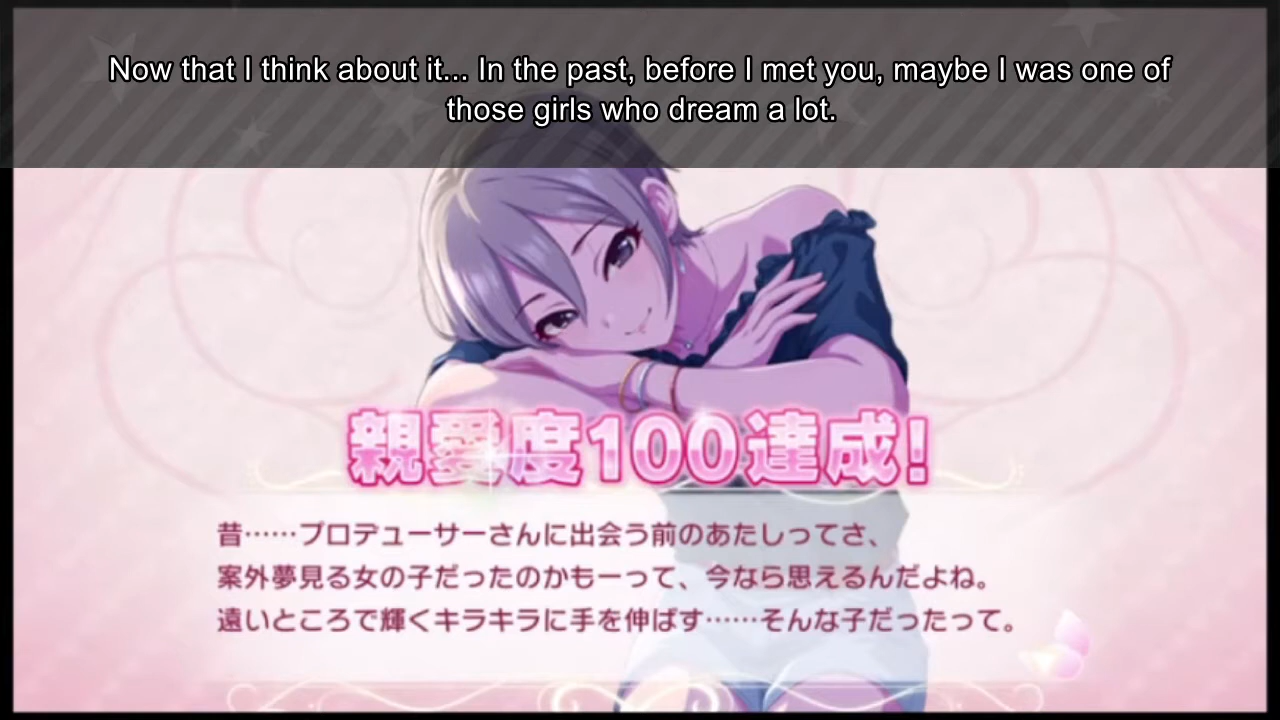 Now that I think about it... In the past, before I met you, maybe I was one of
those girls who dream a lot.
親愛度100達成!
昔……プロデューサーさんに出会う前のあたしってさ、
案外夢見る女の子だったのかもーって、今なら思えるんだよね。
遠いところで輝くキラキラに手を伸ばす……そんな子だったって。